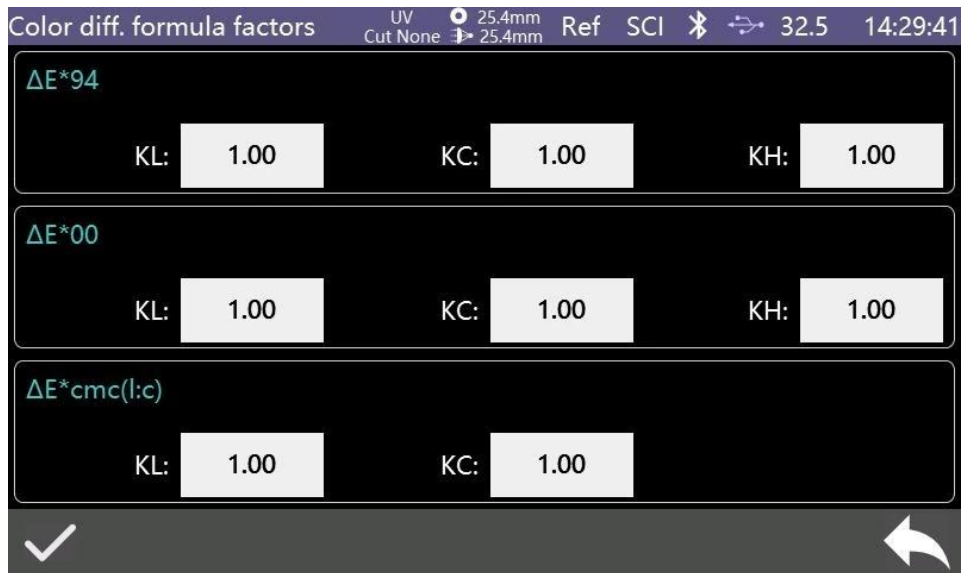 Color diff. formula factors UV Cut None 25.4mm 25.4mm Ref SCI 32.5 14:29:41
ΔE*94
KL: 1.00 KC: 1.00 KH: 1.00
ΔE*00
KL: 1.00 KC: 1.00 KH: 1.00
ΔE*cmc(l:c)
KL: 1.00 KC: 1.00